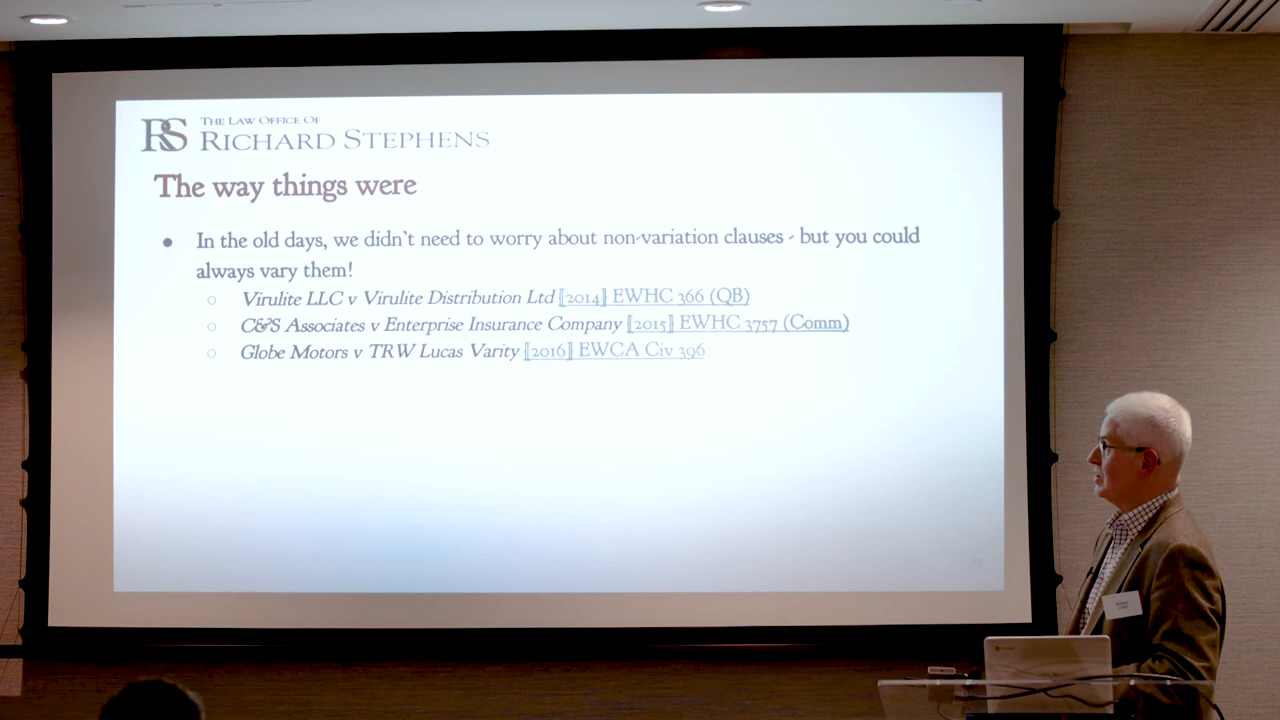 RS
THE LAW OFFICE OF
RICHARD STEPHENS
The way things were
● In the old days, we didn't need to worry about non-variation clauses - but you could
always vary them!
○ Virulite LLC v Virulite Distribution Ltd [2014] EWHC 366 (QB)
○ C&S Associates v Enterprise Insurance Company [2015] EWHC 3757 (Comm)
○ Globe Motors v TRW Lucas Varity [2016] EWCA Civ 396